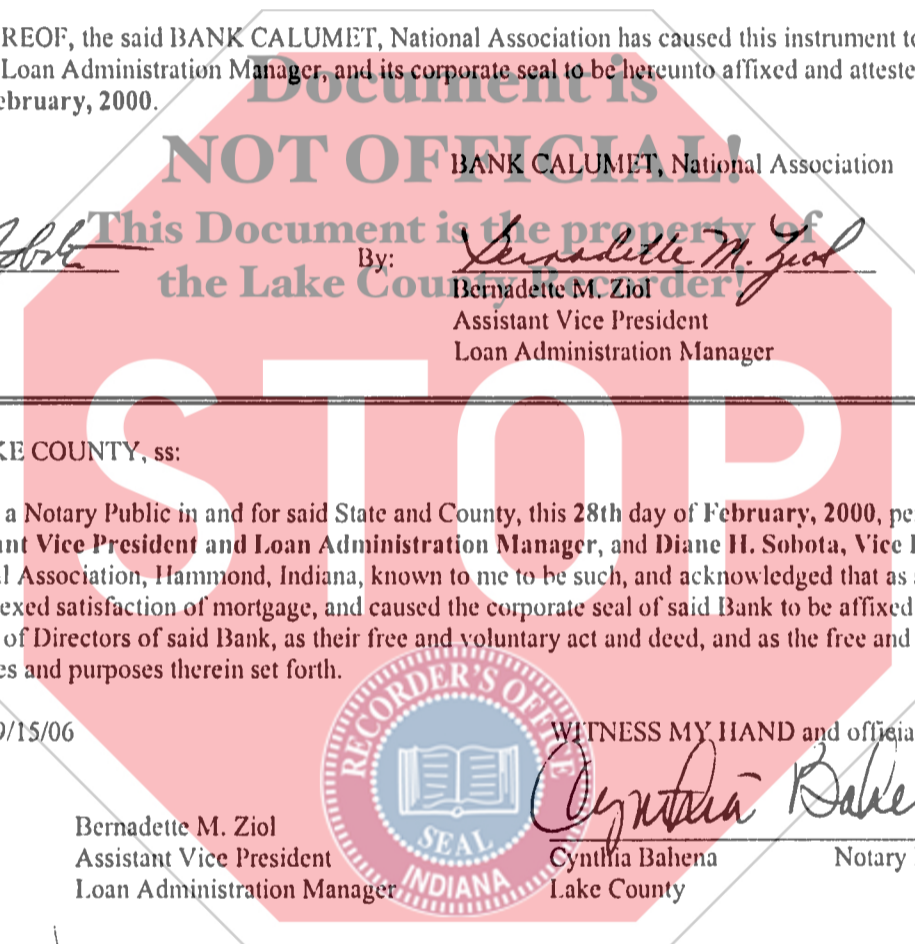 REOF, the said BANK CALUMET, National Association has caused this instrument to
Loan Administration Manager, and its corporate seal to be hereunto affixed and atteste
ebruary, 2000.
Document is
NOT OFFICIAL!
This Document is the property of
the Lake County Recorder!
BANK CALUMET, National Association
By: Bernadette M. Ziol
Bernadette M. Ziol
Assistant Vice President
Loan Administration Manager
STOP
KE COUNTY, ss:
a Notary Public in and for said State and County, this 28th day of February, 2000, pe
nt Vice President and Loan Administration Manager, and Diane H. Sobota, Vice
l Association, Hammond, Indiana, known to me to be such, and acknowledged that as
exed satisfaction of mortgage, and caused the corporate seal of said Bank to be affixed
of Directors of said Bank, as their free and voluntary act and deed, and as the free and
es and purposes therein set forth.
/15/06
WITNESS MY HAND and officia
Cynthia Bahe
RECORDER'S OFFICE
SEAL
INDIANA
Bernadette M. Ziol
Assistant Vice President
Loan Administration Manager
Cynthia Bahena Notary
Lake County